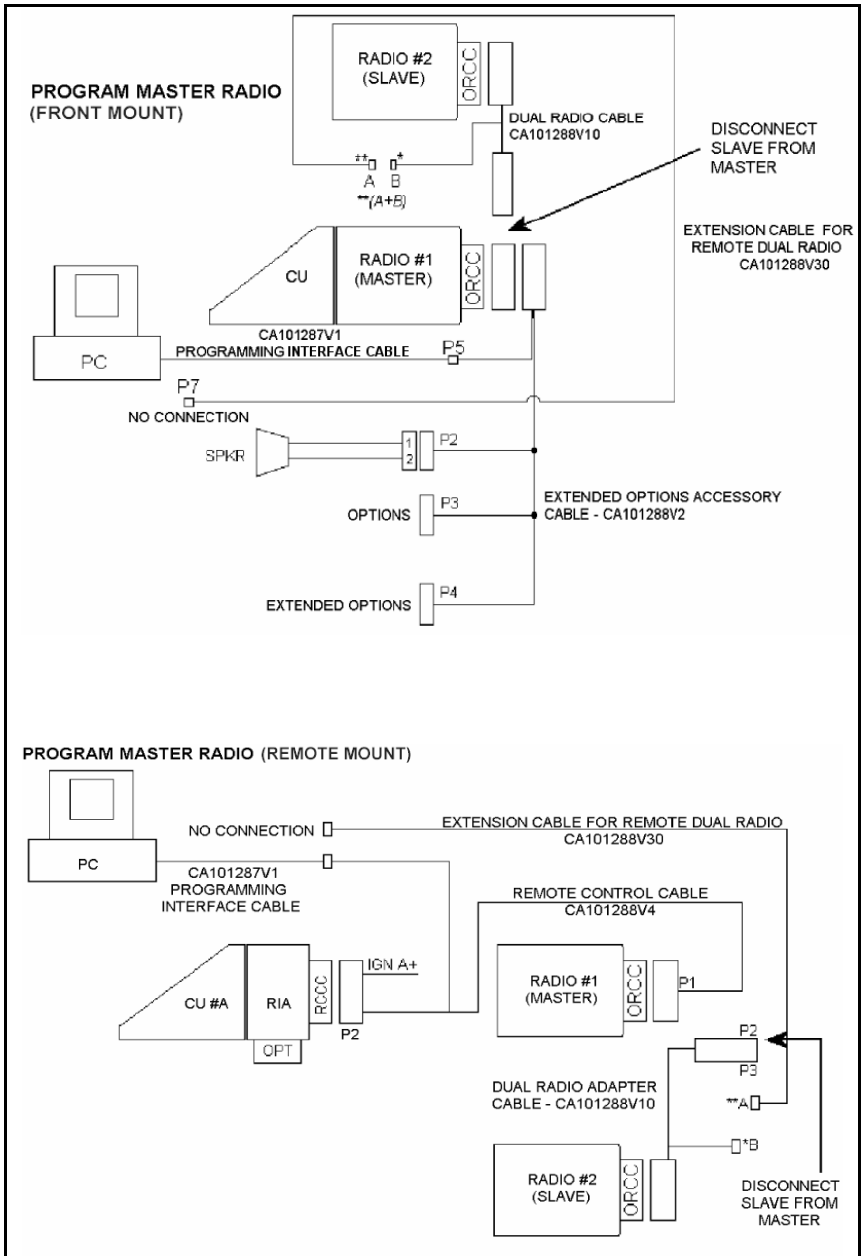 PROGRAM MASTER RADIO
(FRONT MOUNT)
RADIO #2
(SLAVE)
ORCC
DUAL RADIO CABLE
CA101288V10
DISCONNECT
SLAVE FROM
MASTER
** *
A B
**(A+B)
EXTENSION CABLE FOR
REMOTE DUAL RADIO
CA101288V30
CU
RADIO #1
(MASTER)
ORCC
PC
CA101287V1
PROGRAMMING INTERFACE CABLE
P5
P7
NO CONNECTION
SPKR
1
2
P2
OPTIONS
P3
EXTENDED OPTIONS ACCESSORY
CABLE - CA101288V2
EXTENDED OPTIONS
P4
PROGRAM MASTER RADIO (REMOTE MOUNT)
PC
NO CONNECTION
EXTENSION CABLE FOR REMOTE DUAL RADIO
CA101288V30
CA101287V1
PROGRAMMING
INTERFACE CABLE
REMOTE CONTROL CABLE
CA101288V4
CU #A
RIA
RCCC
OPT
IGN A+
P2
RADIO #1
(MASTER)
ORCC
P1
P2
P3
DUAL RADIO ADAPTER
CABLE - CA101288V10
**A
*B
RADIO #2
(SLAVE)
ORCC
DISCONNECT
SLAVE FROM
MASTER